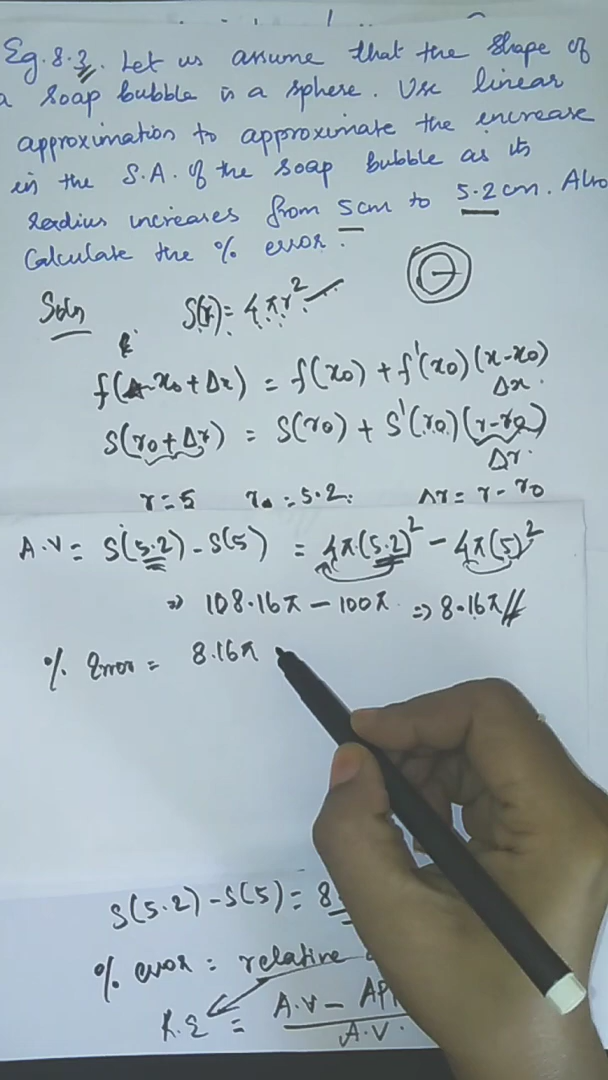 Eg. 8.3. Let us assume that the shape of
a soap bubble is a sphere. Use linear
approximation to approximate the increase
in the S.A. of the soap bubble as its
radius increases from 5cm to 5.2cm. Also
Calculate the % error.
Soln S(r) = 4πr²
f(x0 + Δx) = f(x0) + f'(x0)(x-x0)
Δx.
S(r0 + Δr) = S(r0) + S'(r0)(r-r0)
Δr.
r=5 r0 = 5.2. Δr = r - r0
A.V = S(5.2) - S(5) = 4π(5.2)² - 4π(5)²
⇒ 108.16π - 100π. ⇒ 8.16π //
% Error = 8.16π
S(5.2) - S(5) = 8
% error = relative
R.E = A.V - AP
A.V.